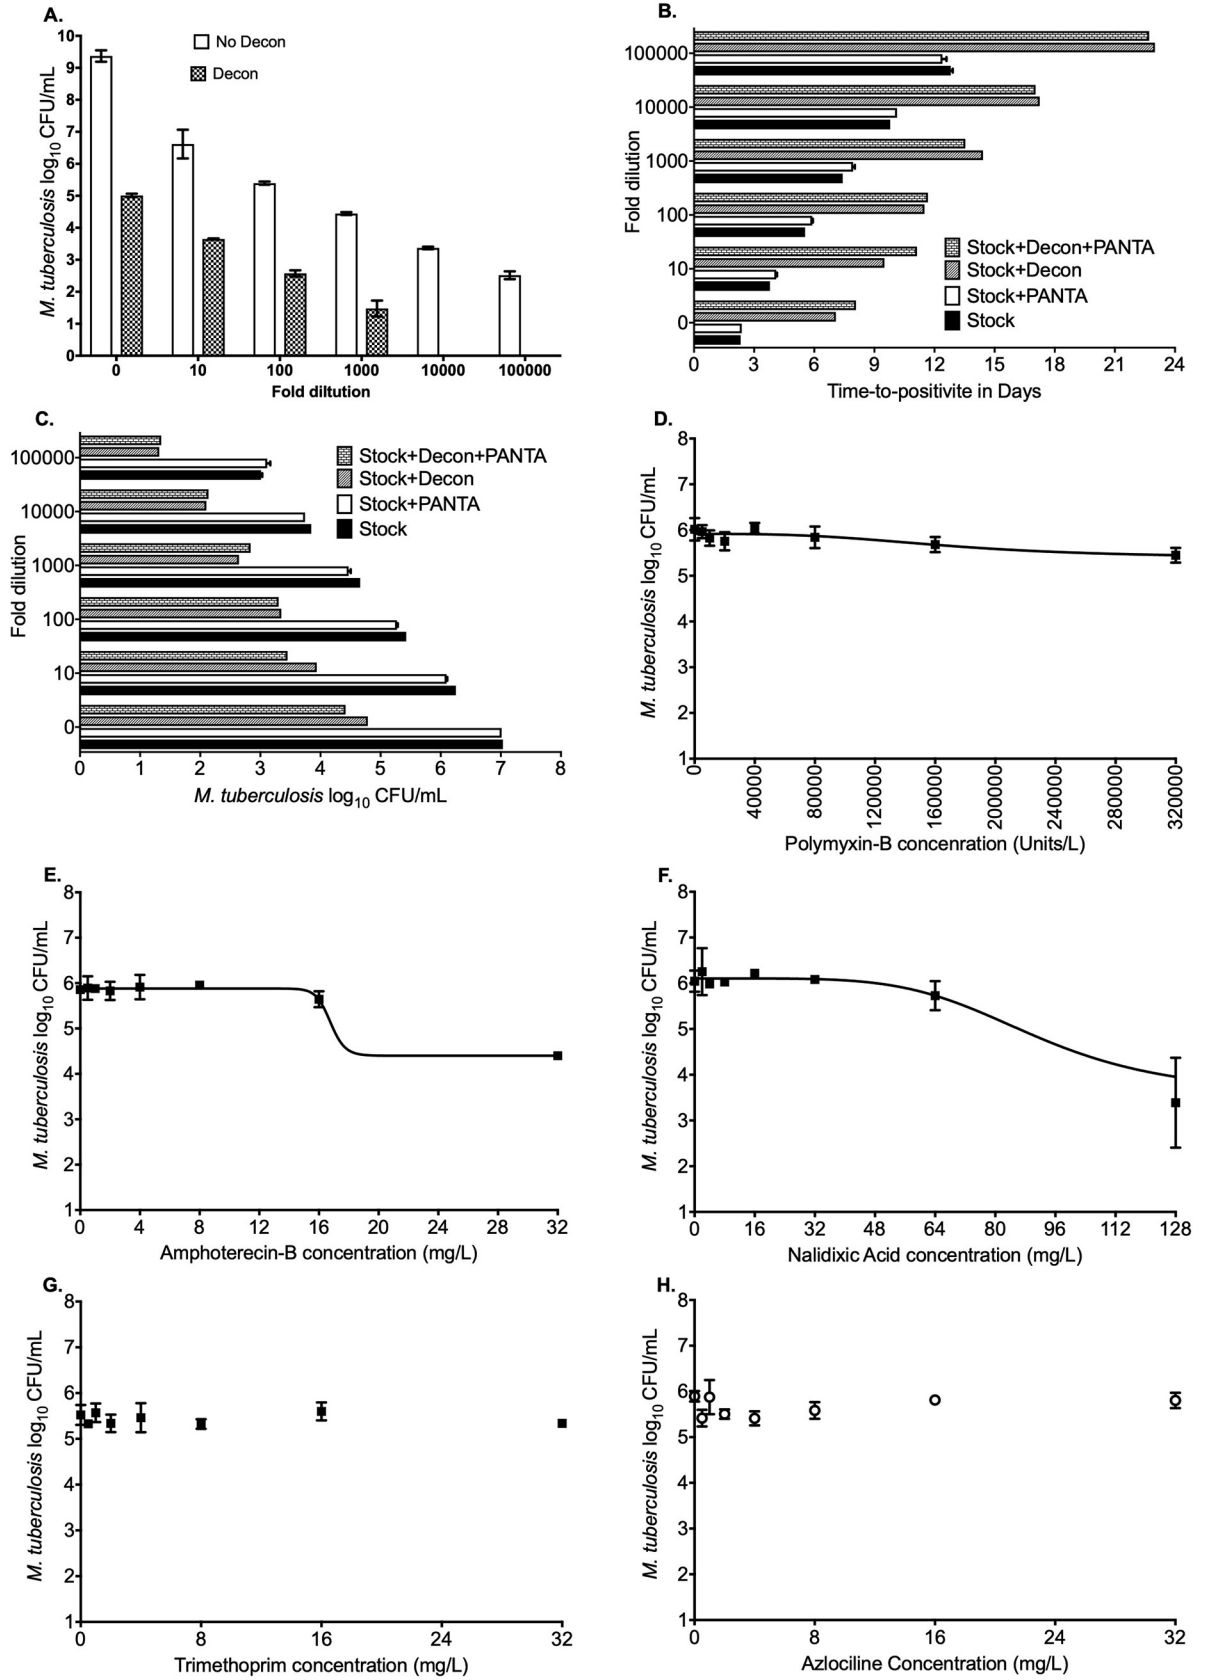 A.
No Decon
Decon
M. tuberculosis log10 CFU/mL
10
9
8
7
6
5
4
3
2
1
0
0 10 100 1000 10000 100000
Fold diltution
B.
Fold dilution
100000
10000
1000
100
10
0
Stock+Decon+PANTA
Stock+Decon
Stock+PANTA
Stock
0 3 6 9 12 15 18 21 24
Time-to-positivite in Days
C.
Fold dilution
100000
10000
1000
100
10
0
Stock+Decon+PANTA
Stock+Decon
Stock+PANTA
Stock
0 1 2 3 4 5 6 7 8
M. tuberculosis log10 CFU/mL
D.
M. tuberculosis log10 CFU/mL
8
7
6
5
4
3
2
1
0 40000 80000 120000 160000 200000 240000 280000 320000
Polymyxin-B concenration (Units/L)
E.
M. tuberculosis log10 CFU/mL
8
7
6
5
4
3
2
1
0 4 8 12 16 20 24 28 32
Amphoterecin-B concentration (mg/L)
F.
M. tuberculosis log10 CFU/mL
8
7
6
5
4
3
2
1
0 16 32 48 64 80 96 112 128
Nalidixic Acid concentration (mg/L)
G.
M. tuberculosis log10 CFU/mL
8
7
6
5
4
3
2
1
0 8 16 24 32
Trimethoprim concentration (mg/L)
H.
M. tuberculosis log10 CFU/mL
8
7
6
5
4
3
2
1
0 8 16 24 32
Azlociline Concentration (mg/L)